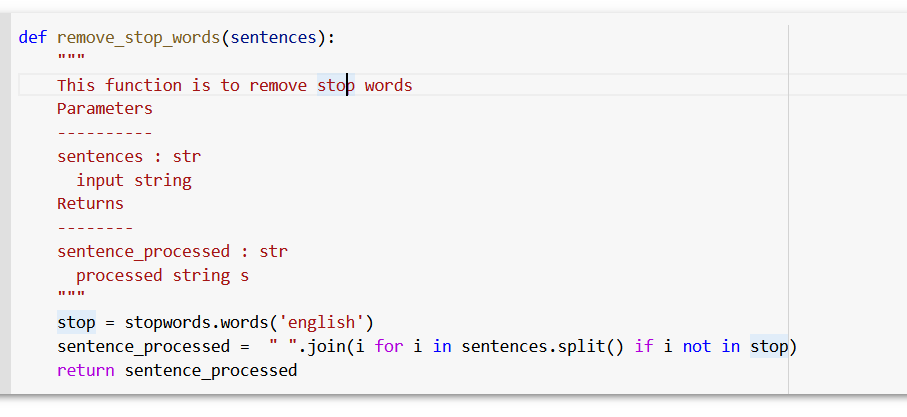 def remove_stop_words(sentences):
    """
    This function is to remove stop words
    Parameters
    ----------
    sentences : str
      input string
    Returns
    --------
    sentence_processed : str
      processed string s
    """
    stop = stopwords.words('english')
    sentence_processed =  " ".join(i for i in sentences.split() if i not in stop)
    return sentence_processed